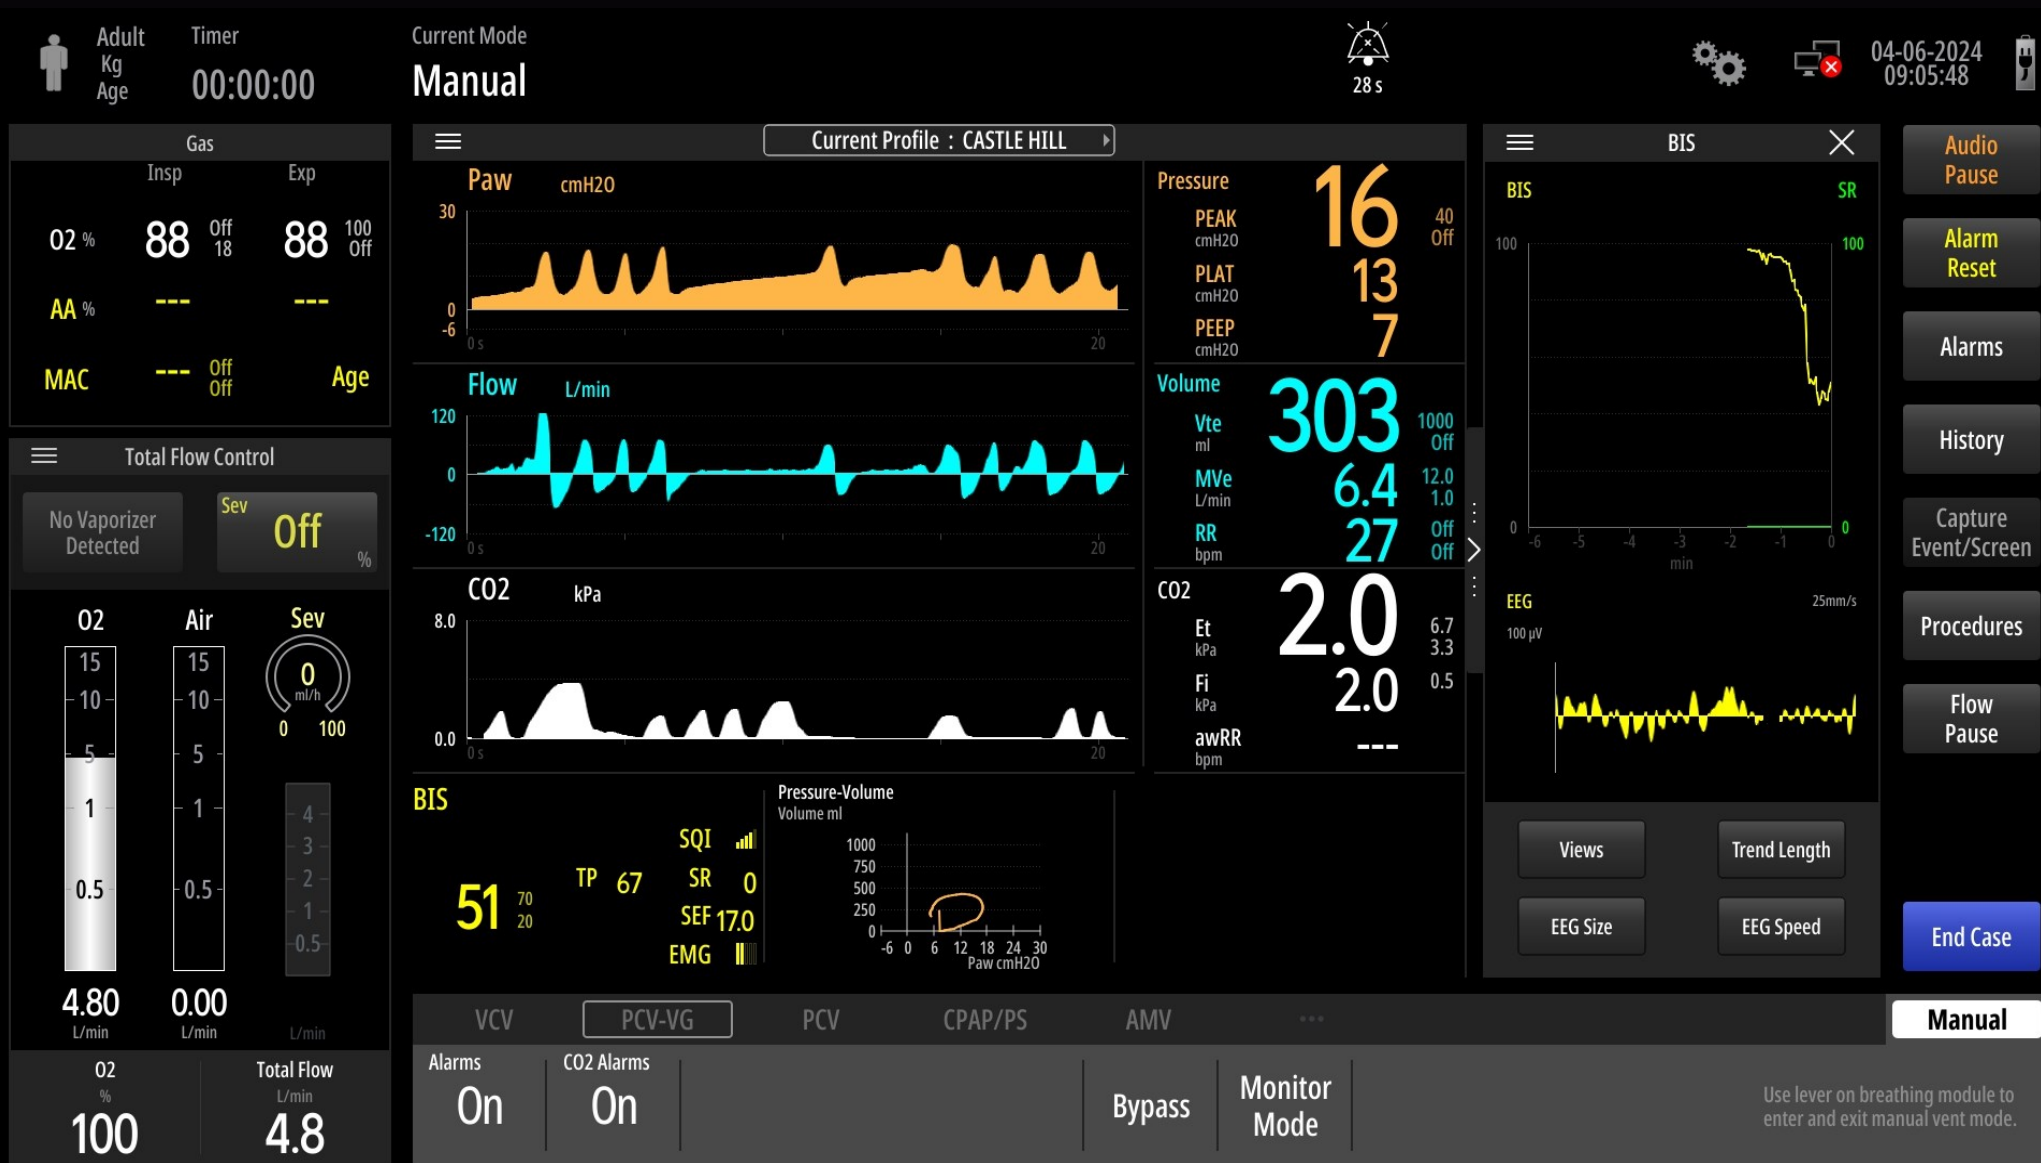 Adult
Kg
Age
Timer
00:00:00
Current Mode
Manual
28 s
04-06-2024
09:05:48
Gas
Insp Exp
O2 % 88 Off 18 88 100 Off
AA % --- ---
MAC --- Off Off Age
Total Flow Control
No Vaporizer
Detected
Sev
Off
%
O2 Air Sev
15 15
10 10
5 5
1 1
0.5 0.5
0
ml/h
0 100
4
3
2
1
0.5
4.80 0.00
L/min L/min L/min
O2 Total Flow
% L/min
100 4.8
Current Profile : CASTLE HILL
Paw cmH2O
30
0
-6
0 s 20
Flow L/min
120
0
-120
0 s 20
CO2 kPa
8.0
0.0
0 s 20
Pressure
PEAK
cmH2O
16
40
Off
PLAT
cmH2O
13
PEEP
cmH2O
7
Volume
Vte
ml
303
1000
Off
MVe
L/min
6.4
12.0
1.0
RR
bpm
27
Off
Off
CO2
Et
kPa
2.0
6.7
3.3
Fi
kPa
2.0
0.5
awRR
bpm
---
BIS
51
70
20
TP 67
SQI
SR 0
SEF 17.0
EMG
Pressure-Volume
Volume ml
1000
750
500
250
0
-6 0 6 12 18 24 30
Paw cmH2O
BIS
BIS SR
100 100
0 0
-6 -5 -4 -3 -2 -1 0
min
EEG 25mm/s
100 µV
Views
Trend Length
EEG Size
EEG Speed
Audio
Pause
Alarm
Reset
Alarms
History
Capture
Event/Screen
Procedures
Flow
Pause
End Case
VCV PCV-VG PCV CPAP/PS AMV ... Manual
Alarms
On
CO2 Alarms
On
Bypass
Monitor
Mode
Use lever on breathing module to
enter and exit manual vent mode.